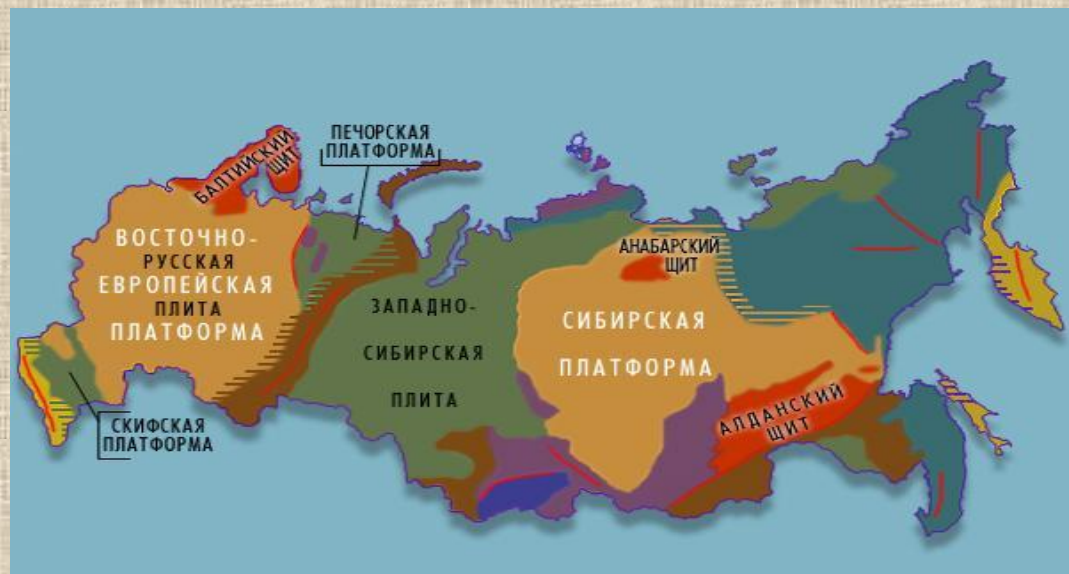 ПЕЧОРСКАЯ
ПЛАТФОРМА
БАЛТИЙСКИЙ
ЩИТ
ВОСТОЧНО-
РУССКАЯ
ЕВРОПЕЙСКАЯ
ПЛИТА
ПЛАТФОРМА
АНАБАРСКИЙ
ЩИТ
ЗАПАДНО-
СИБИРСКАЯ
ПЛИТА
СИБИРСКАЯ
ПЛАТФОРМА
АЛДАНСКИЙ
ЩИТ
СКИФСКАЯ
ПЛАТФОРМА